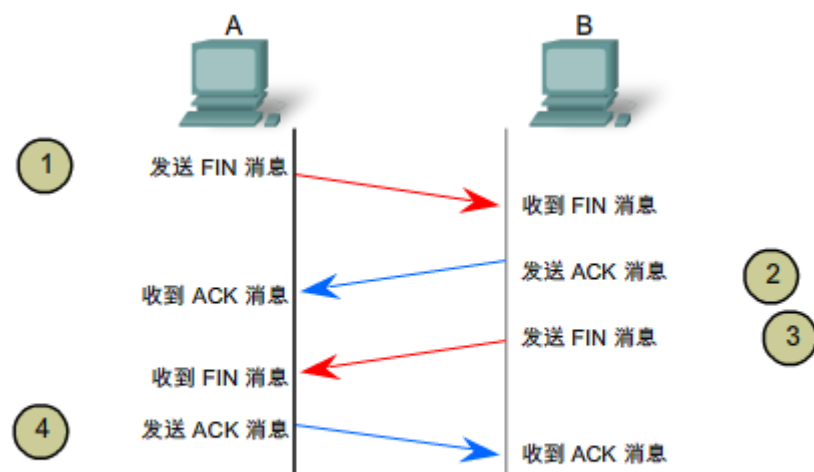 A
B
1
发送 FIN 消息
收到 FIN 消息
发送 ACK 消息
2
收到 ACK 消息
发送 FIN 消息
3
收到 FIN 消息
4
发送 ACK 消息
收到 ACK 消息